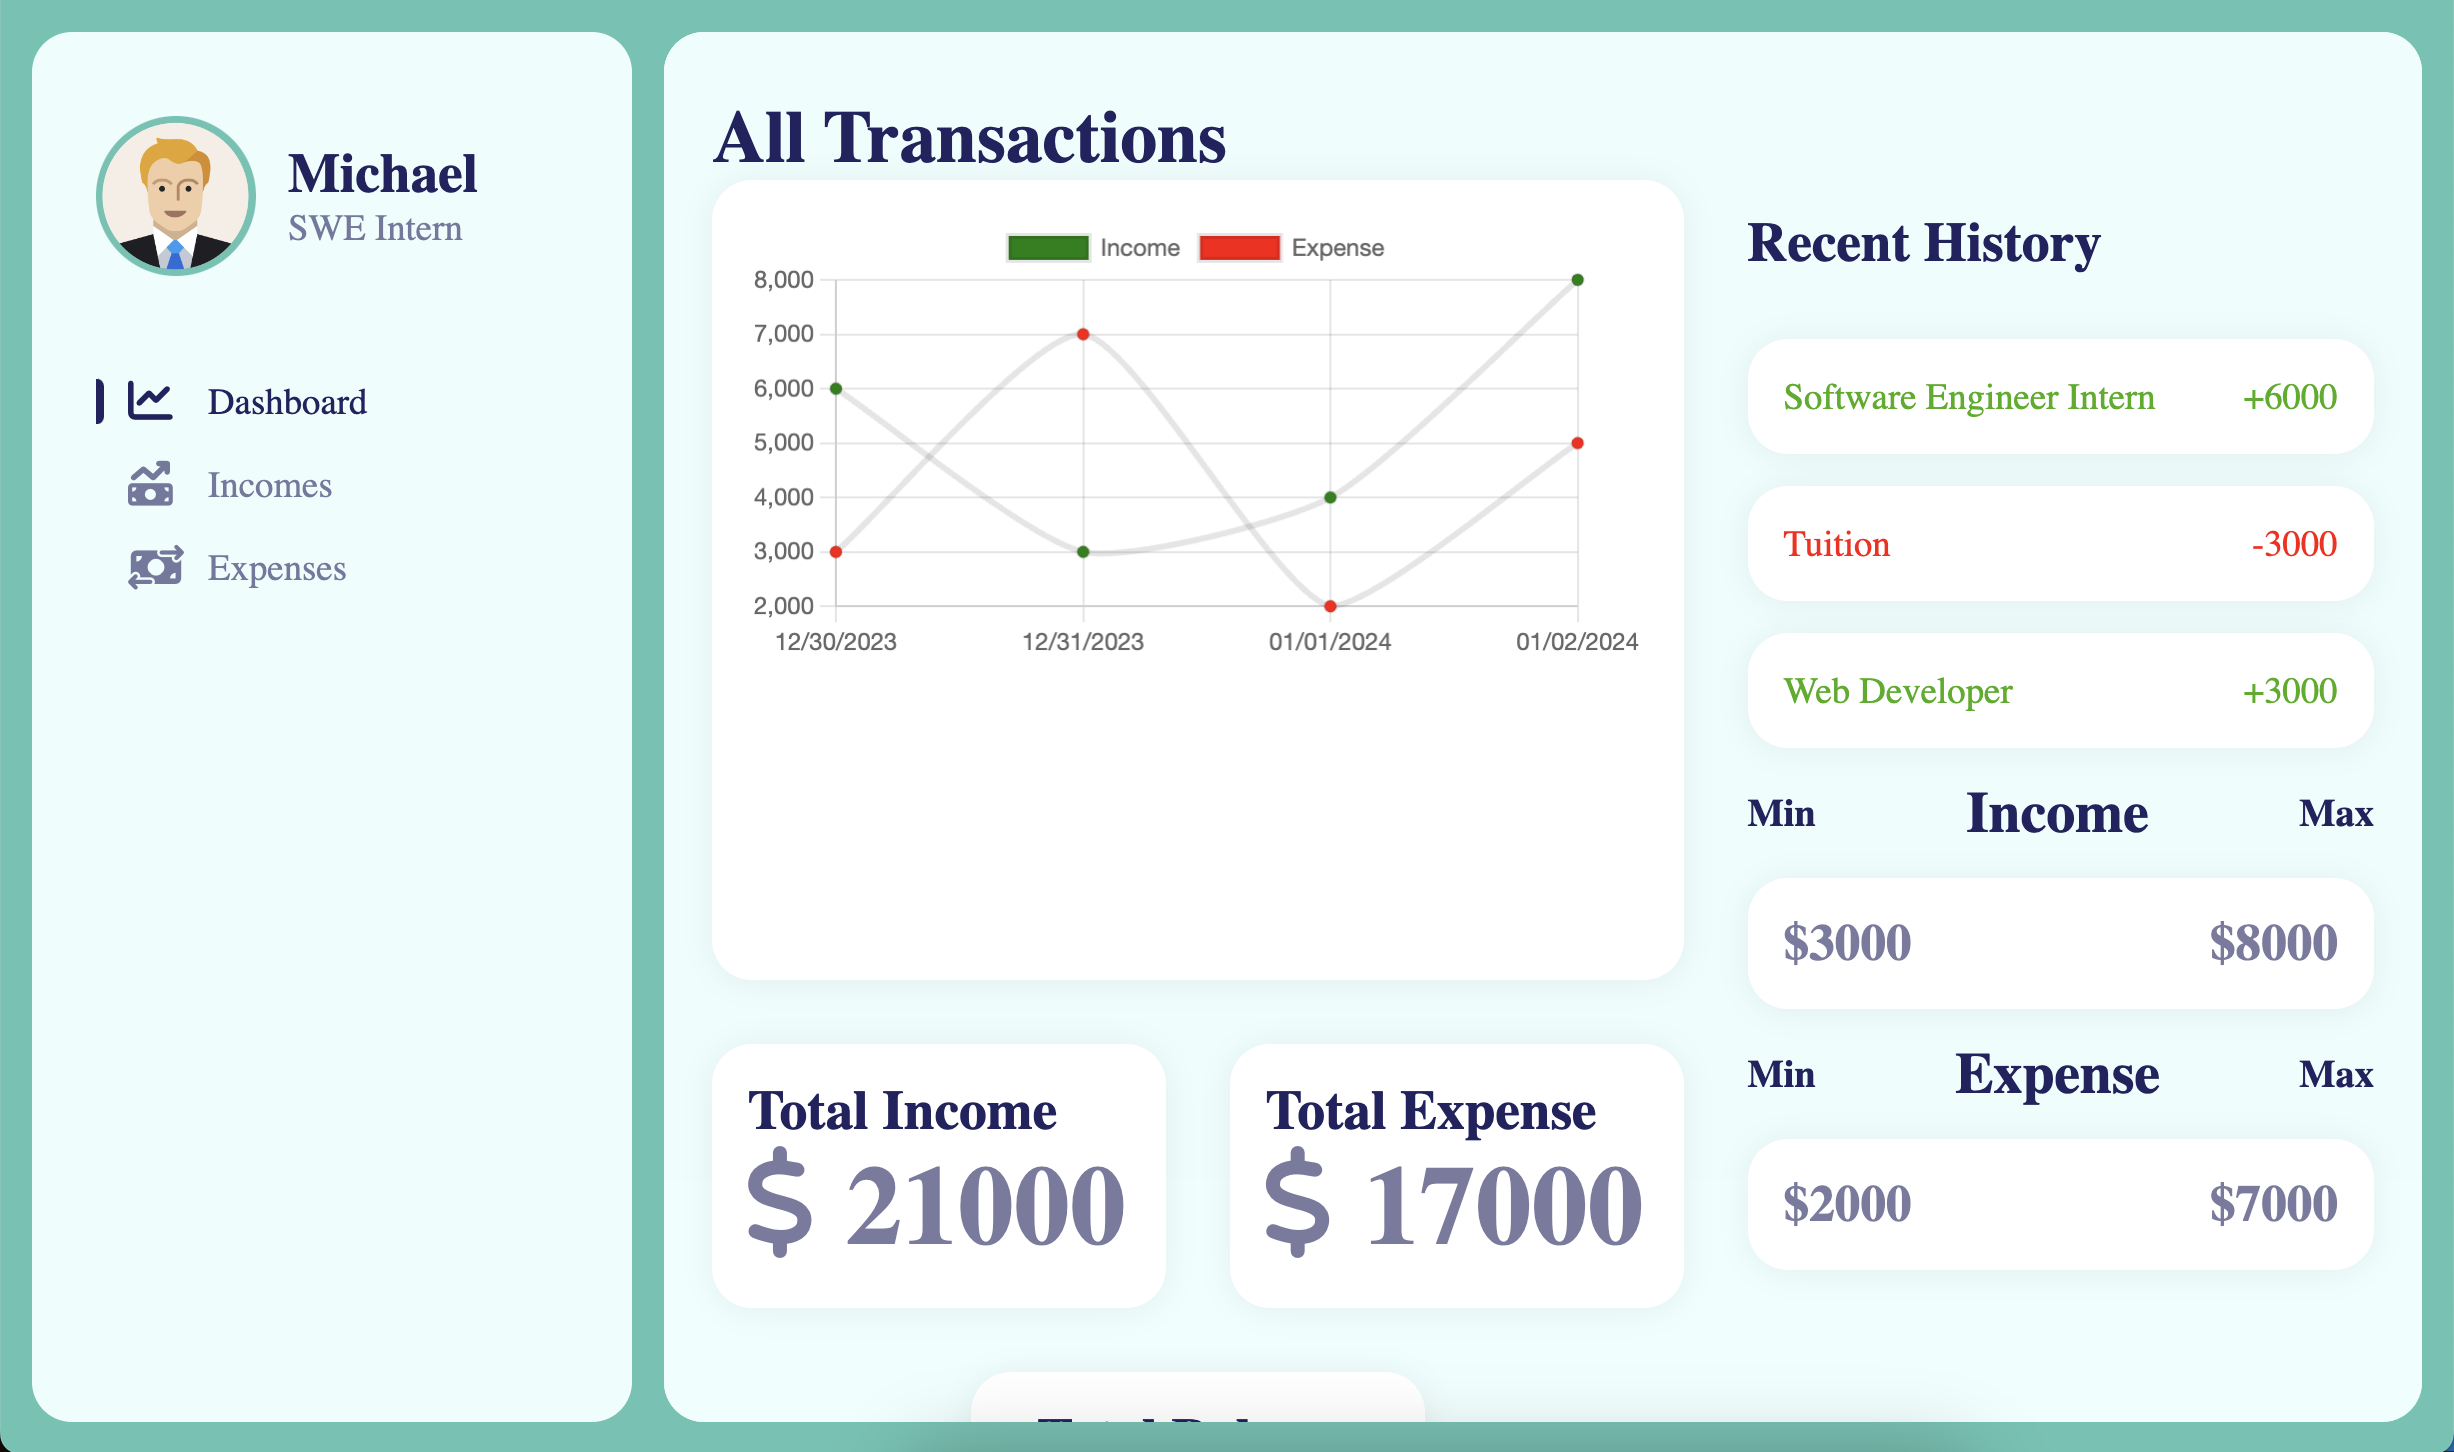 Michael
SWE Intern
Dashboard
Incomes
Expenses
All Transactions
Income Expense
8,000
7,000
6,000
5,000
4,000
3,000
2,000
12/30/2023 12/31/2023 01/01/2024 01/02/2024
Total Income
$ 21000
Total Expense
$ 17000
Recent History
Software Engineer Intern +6000
Tuition -3000
Web Developer +3000
Min Income Max
$3000 $8000
Min Expense Max
$2000 $7000